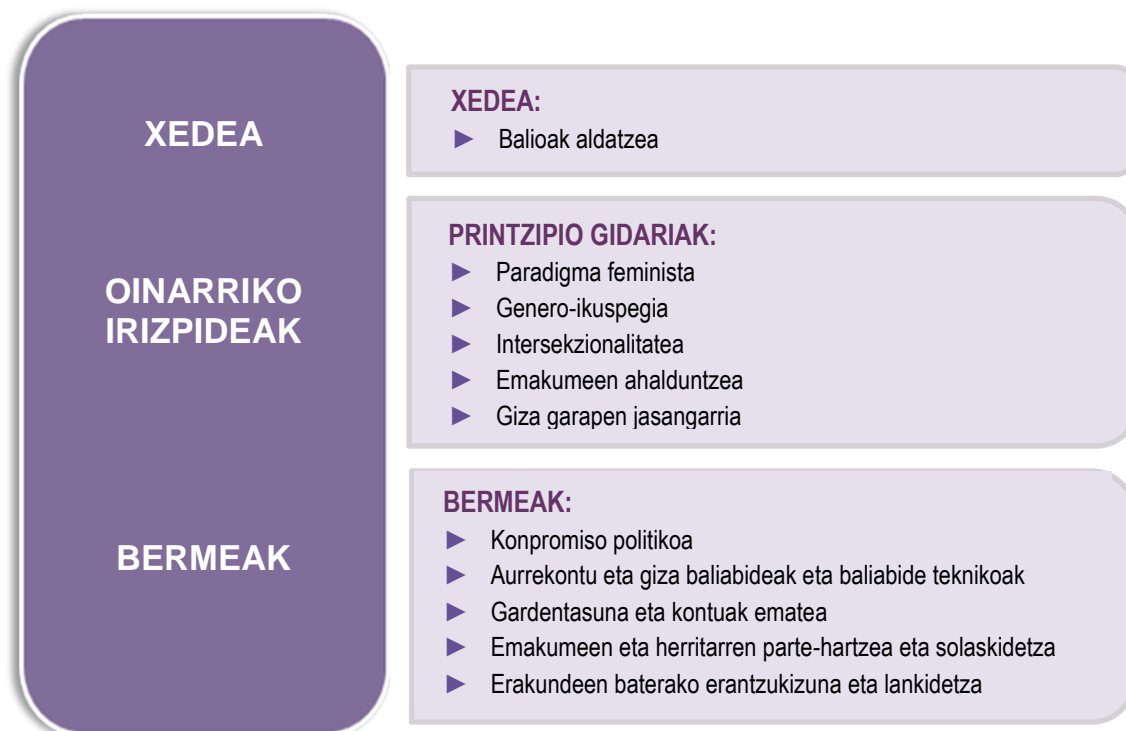 XEDEA
XEDEA:
► Balioak aldatzea
OINARRIKO
IRIZPIDEAK
PRINTZIPIO GIDARIAK:
► Paradigma feminista
► Genero-ikuspegia
► Intersekzionalitatea
► Emakumeen ahalduntzea
► Giza garapen jasangarria
BERMEAK
BERMEAK:
► Konpromiso politikoa
► Aurrekontu eta giza baliabideak eta baliabide teknikoak
► Gardentasuna eta kontuak ematea
► Emakumeen eta herritarren parte-hartzea eta solaskidetza
► Erakundeen baterako erantzukizuna eta lankidetza